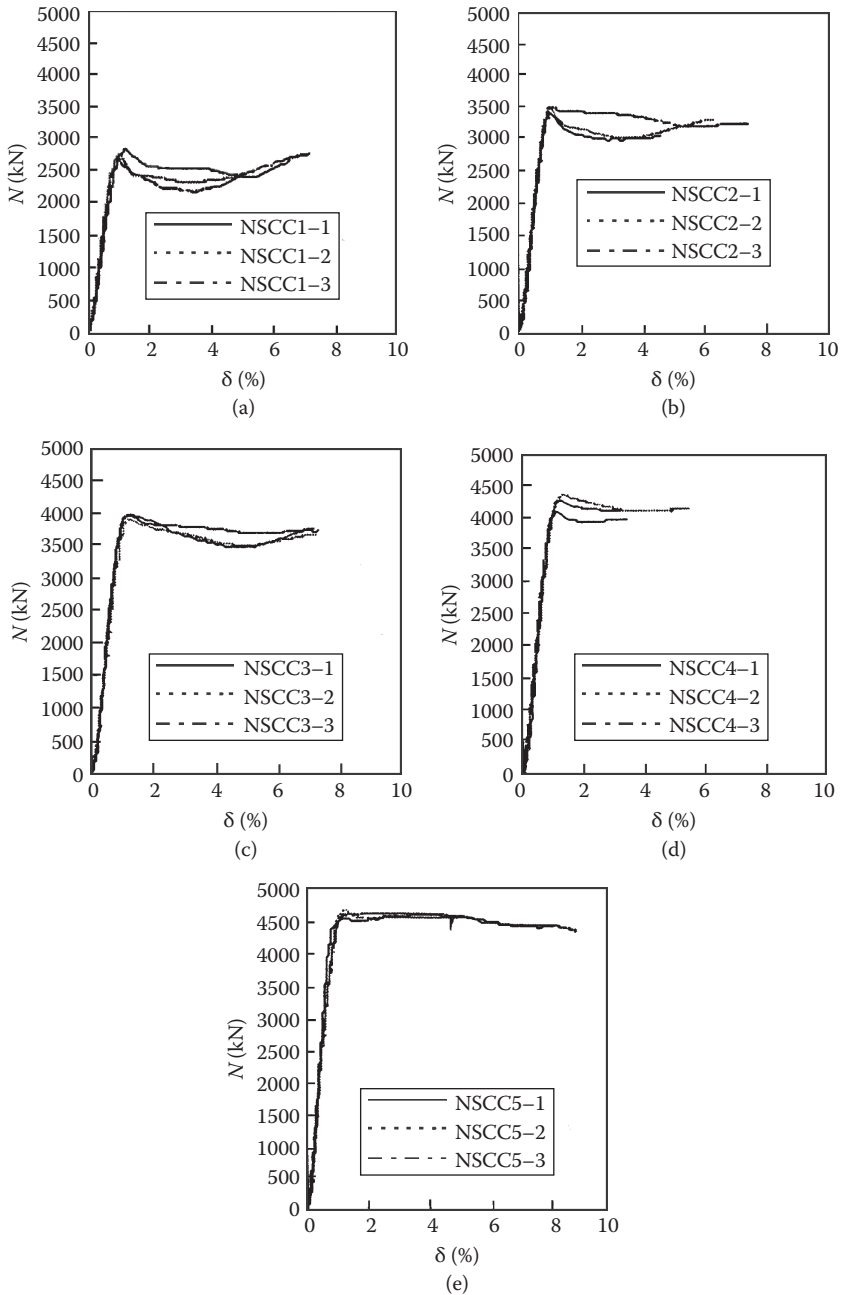 5000
4500
4000
3500
3000
2500
2000
1500
1000
500
0
N (kN)
NSCC1–1
NSCC1–2
NSCC1–3
0 2 4 6 8 10
δ (%)
(a)
5000
4500
4000
3500
3000
2500
2000
1500
1000
500
0
N (kN)
NSCC2–1
NSCC2–2
NSCC2–3
0 2 4 6 8 10
δ (%)
(b)
5000
4500
4000
3500
3000
2500
2000
1500
1000
500
0
N (kN)
NSCC3–1
NSCC3–2
NSCC3–3
0 2 4 6 8 10
δ (%)
(c)
5000
4500
4000
3500
3000
2500
2000
1500
1000
500
0
N (kN)
NSCC4–1
NSCC4–2
NSCC4–3
0 2 4 6 8 10
δ (%)
(d)
5000
4500
4000
3500
3000
2500
2000
1500
1000
500
0
N (kN)
NSCC5–1
NSCC5–2
NSCC5–3
0 2 4 6 8 10
δ (%)
(e)